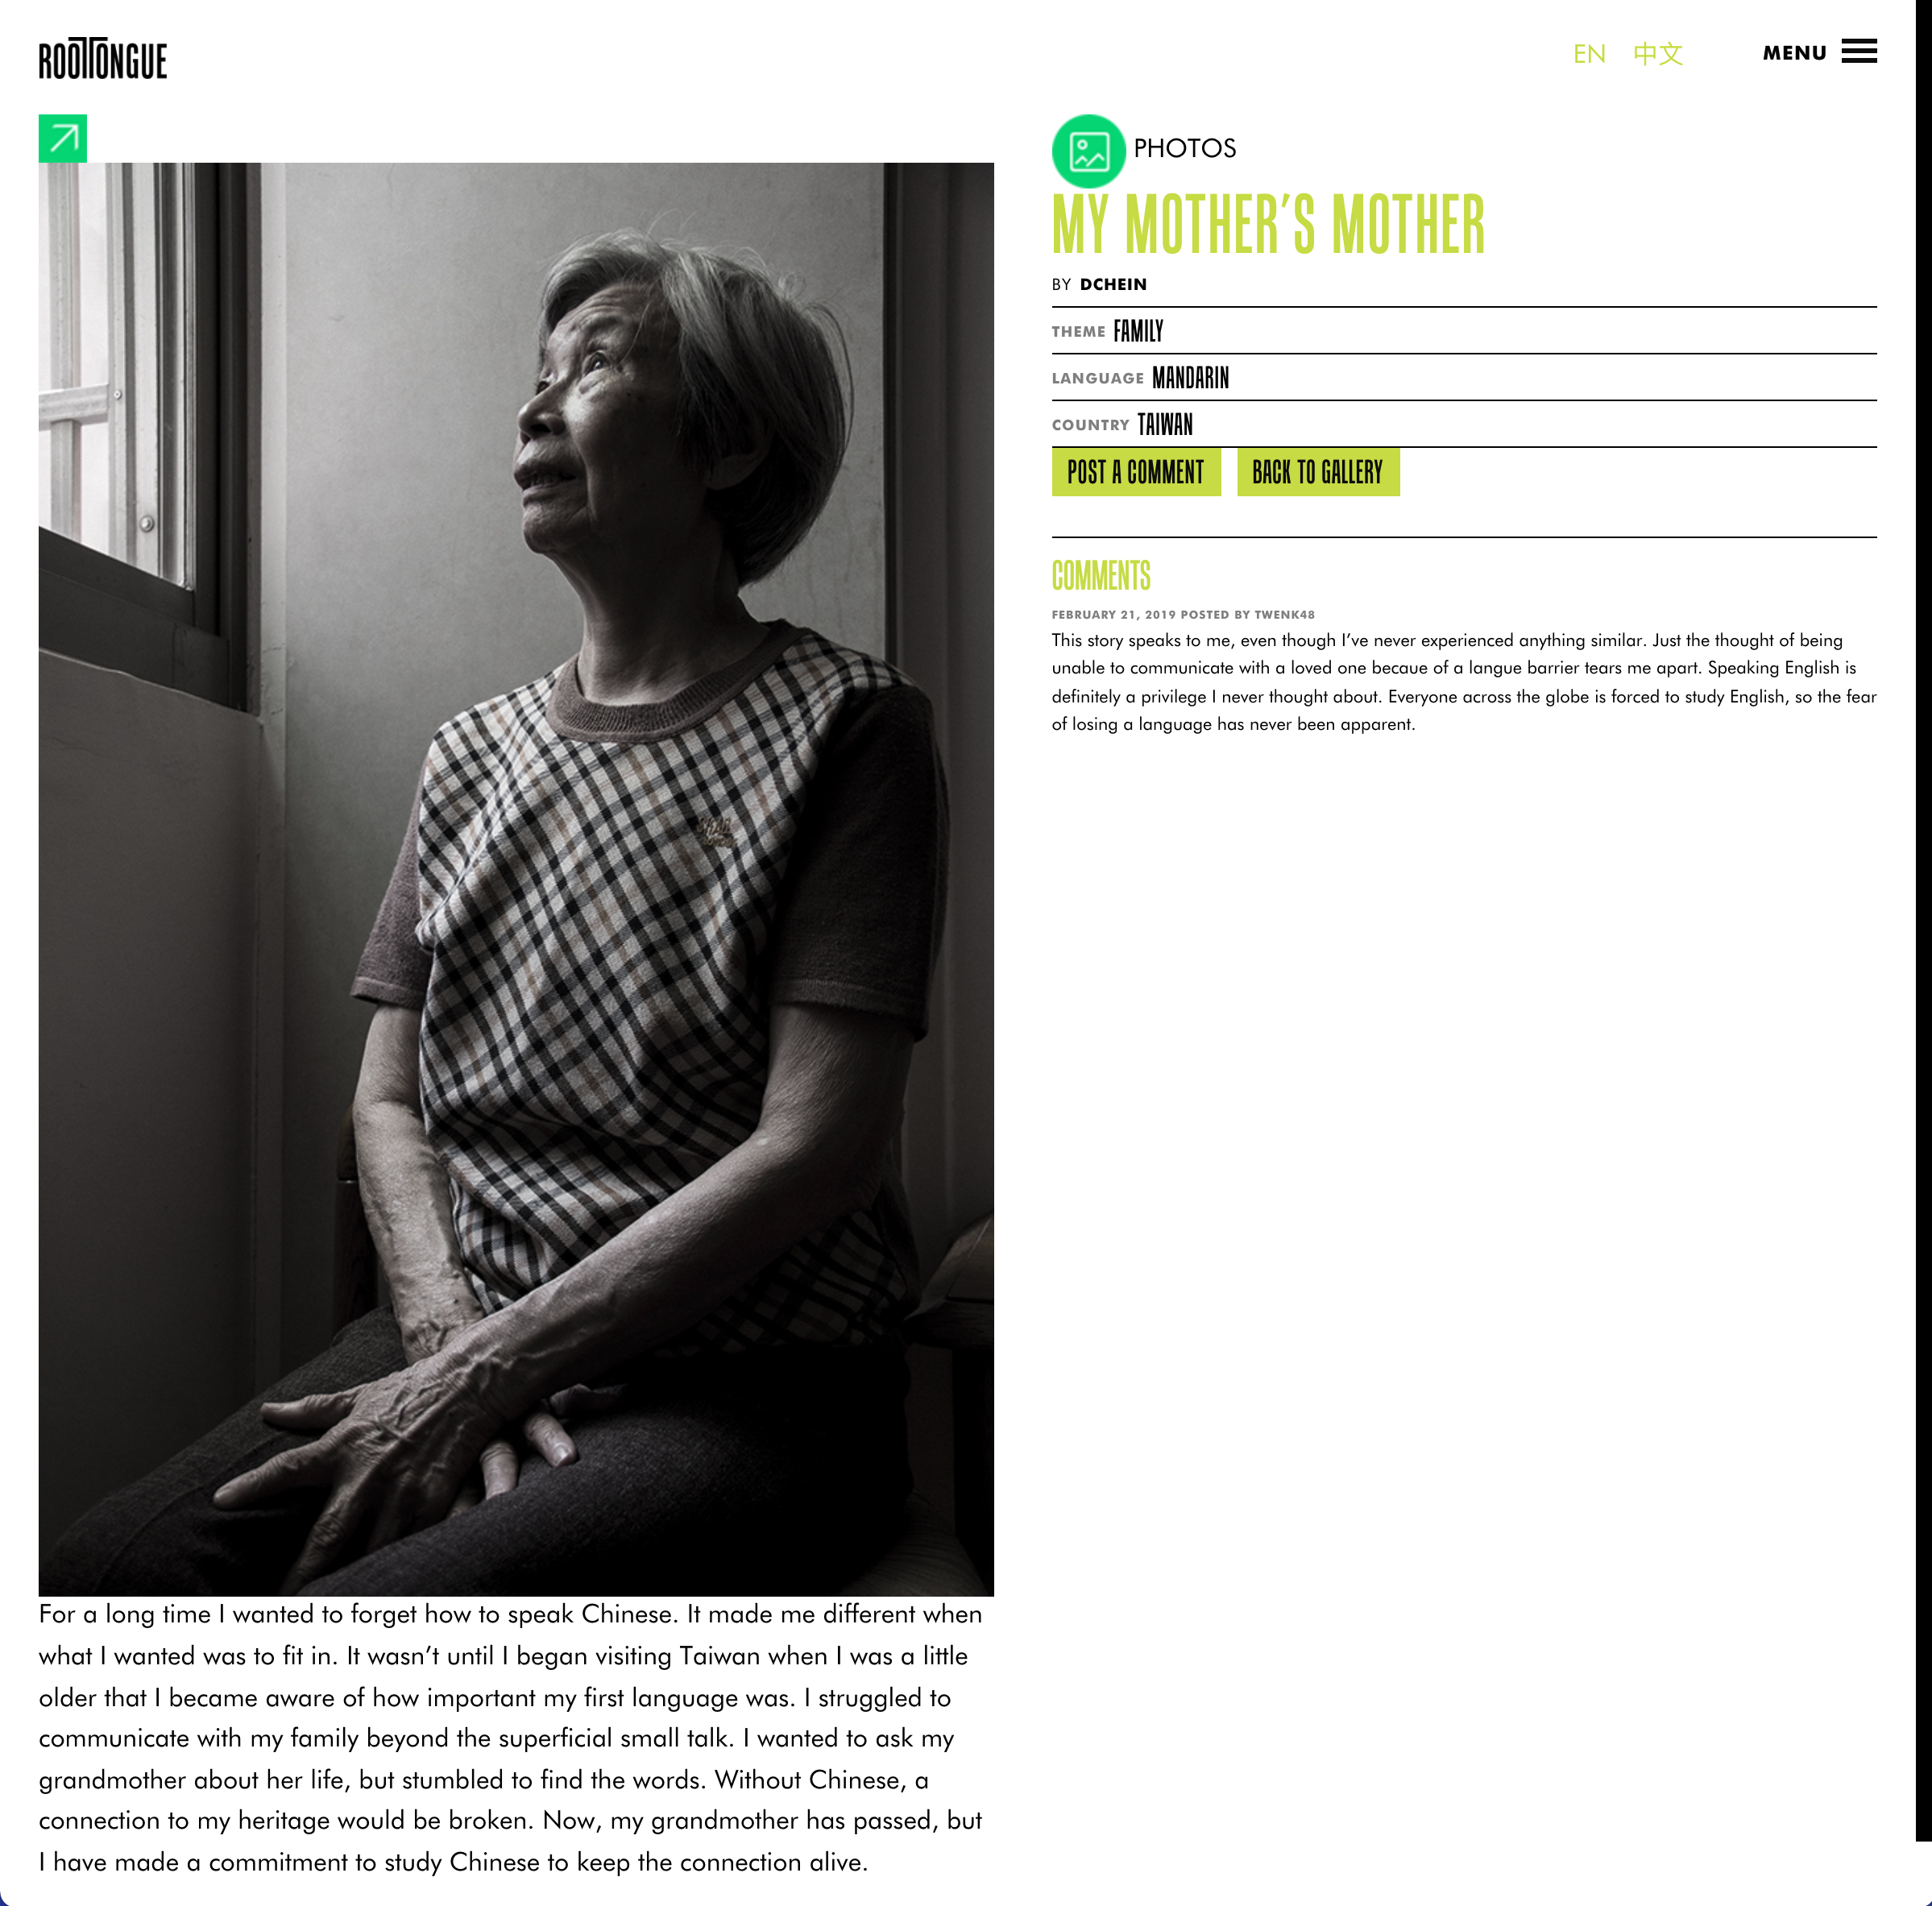 ROOTTONGUE
EN 中文
MENU
PHOTOS
MY MOTHER'S MOTHER
BY DCHEIN
THEME FAMILY
LANGUAGE MANDARIN
COUNTRY TAIWAN
POST A COMMENT BACK TO GALLERY
COMMENTS
FEBRUARY 21, 2019 POSTED BY TWENK48
This story speaks to me, even though I've never experienced anything similar. Just the thought of being
unable to communicate with a loved one becaue of a langue barrier tears me apart. Speaking English is
definitely a privilege I never thought about. Everyone across the globe is forced to study English, so the fear
of losing a language has never been apparent.
For a long time I wanted to forget how to speak Chinese. It made me different when
what I wanted was to fit in. It wasn't until I began visiting Taiwan when I was a little
older that I became aware of how important my first language was. I struggled to
communicate with my family beyond the superficial small talk. I wanted to ask my
grandmother about her life, but stumbled to find the words. Without Chinese, a
connection to my heritage would be broken. Now, my grandmother has passed, but
I have made a commitment to study Chinese to keep the connection alive.